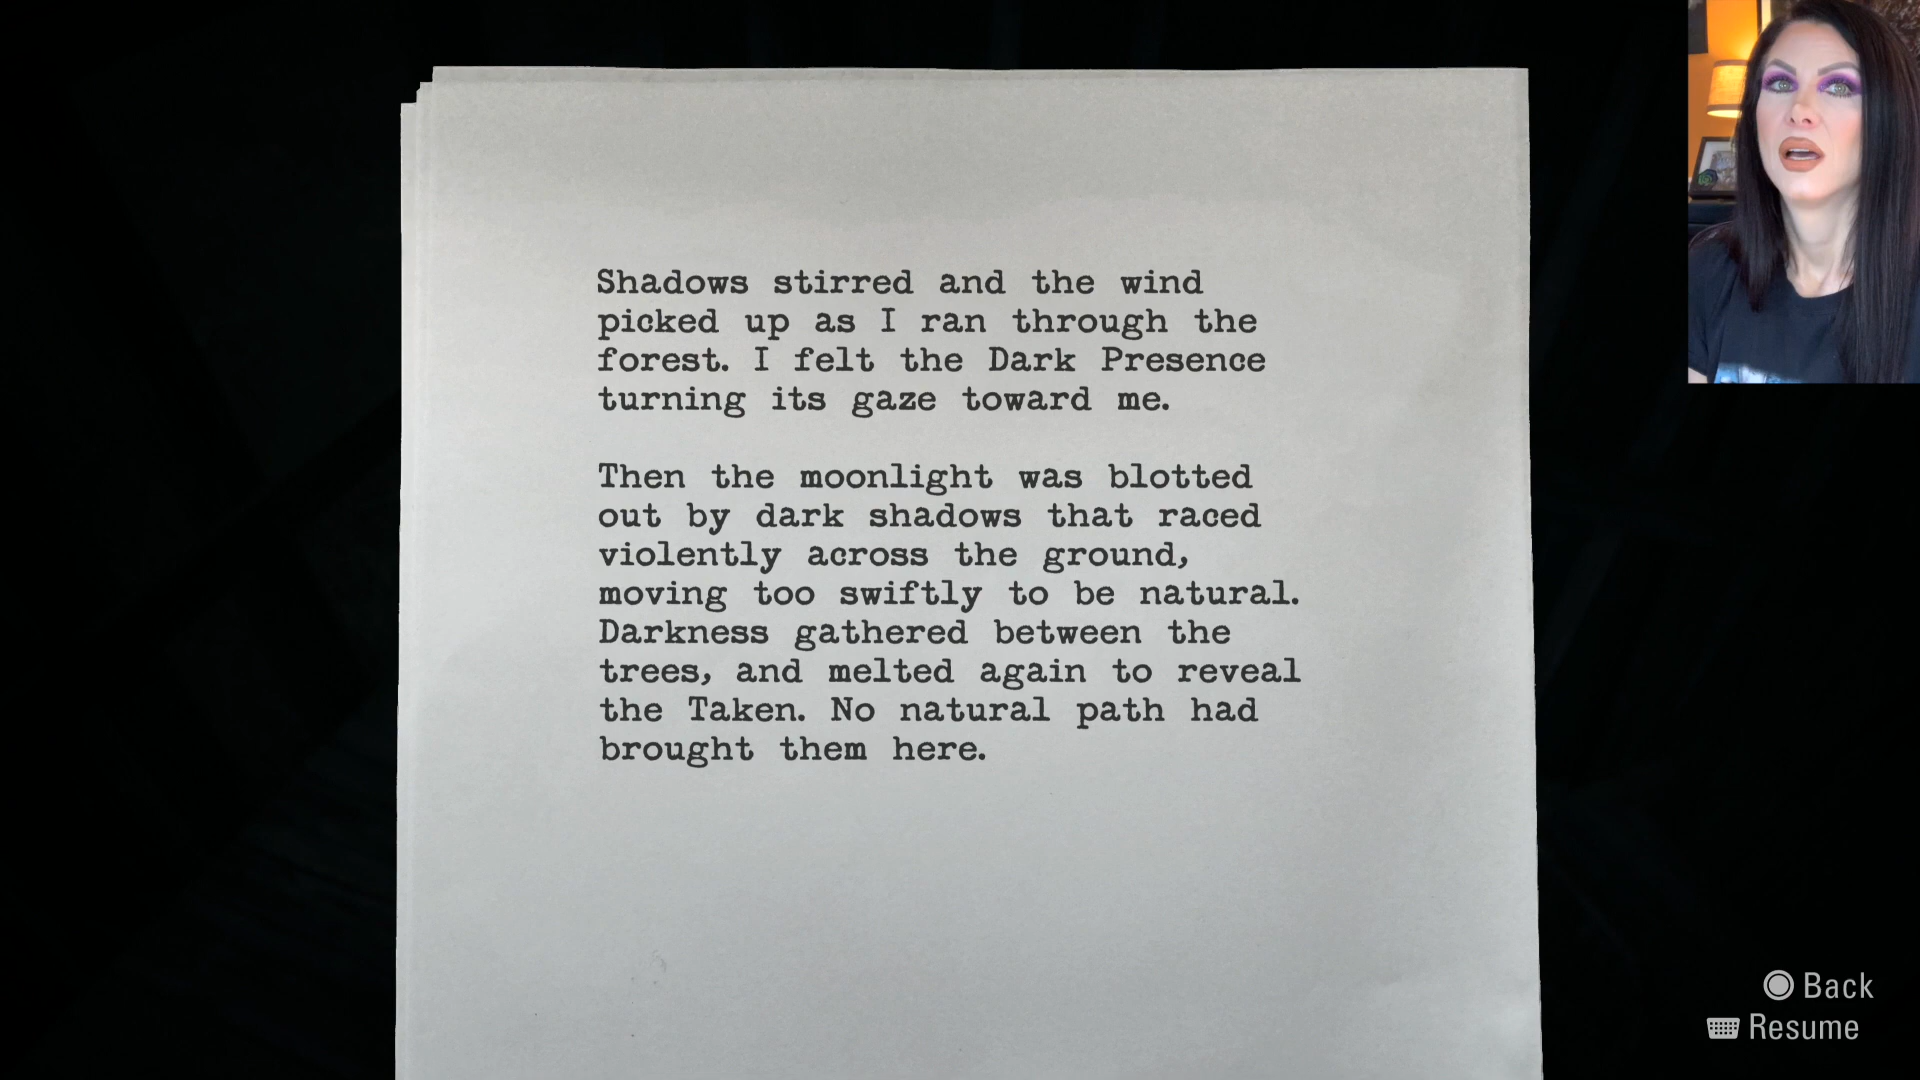 Shadows stirred and the wind
picked up as I ran through the
forest. I felt the Dark Presence
turning its gaze toward me.
Then the moonlight was blotted
out by dark shadows that raced
violently across the ground,
moving too swiftly to be natural.
Darkness gathered between the
trees, and melted again to reveal
the Taken. No natural path had
brought them here.
Back
Resume